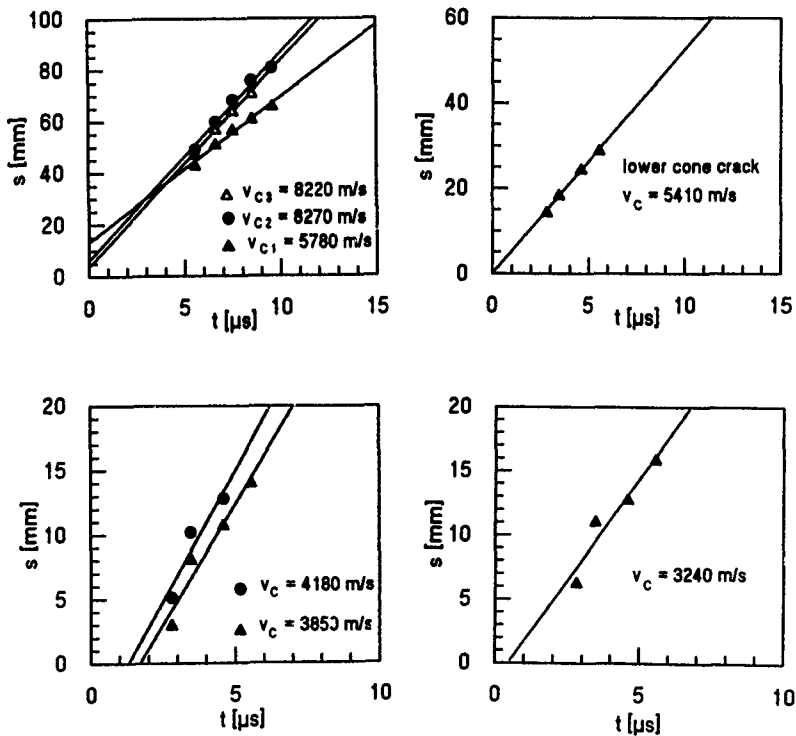 100
80
60
40
20
0
s [mm]
△ vC3 = 8220 m/s
● vC2 = 8270 m/s
▲ vC1 = 5780 m/s
0 5 10 15
t [µs]
60
40
20
0
s [mm]
lower cone crack
vC = 5410 m/s
0 5 10 15
t [µs]
20
15
10
5
0
s [mm]
● vC = 4180 m/s
▲ vC = 3850 m/s
0 5 10
t [µs]
20
15
10
5
0
s [mm]
vC = 3240 m/s
0 5 10
t [µs]